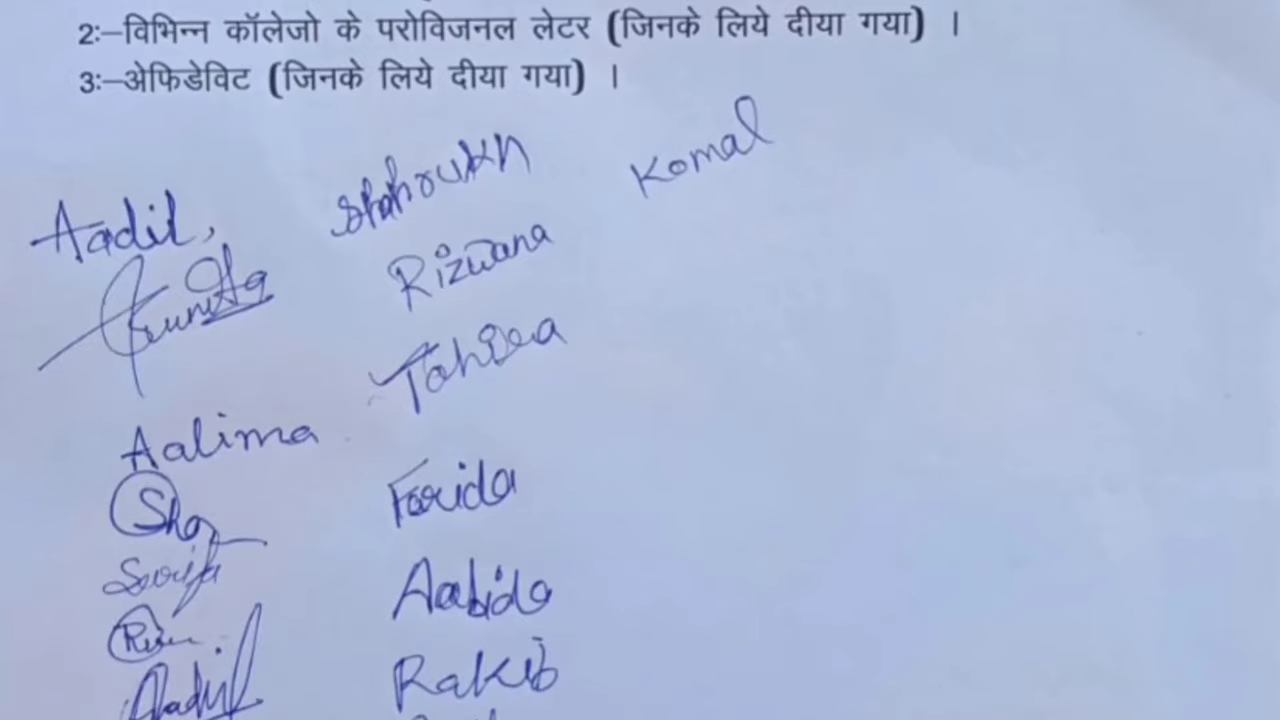 2:–विभिन्न कॉलेजो के परोविजनल लेटर (जिनके लिये दीया गया) ।
3:–अेफिडेविट (जिनके लिये दीया गया) ।
Aadil, Shahrukh Komal
Rizwana
Tahira
Aalima
Farida
Aabida
Rakib